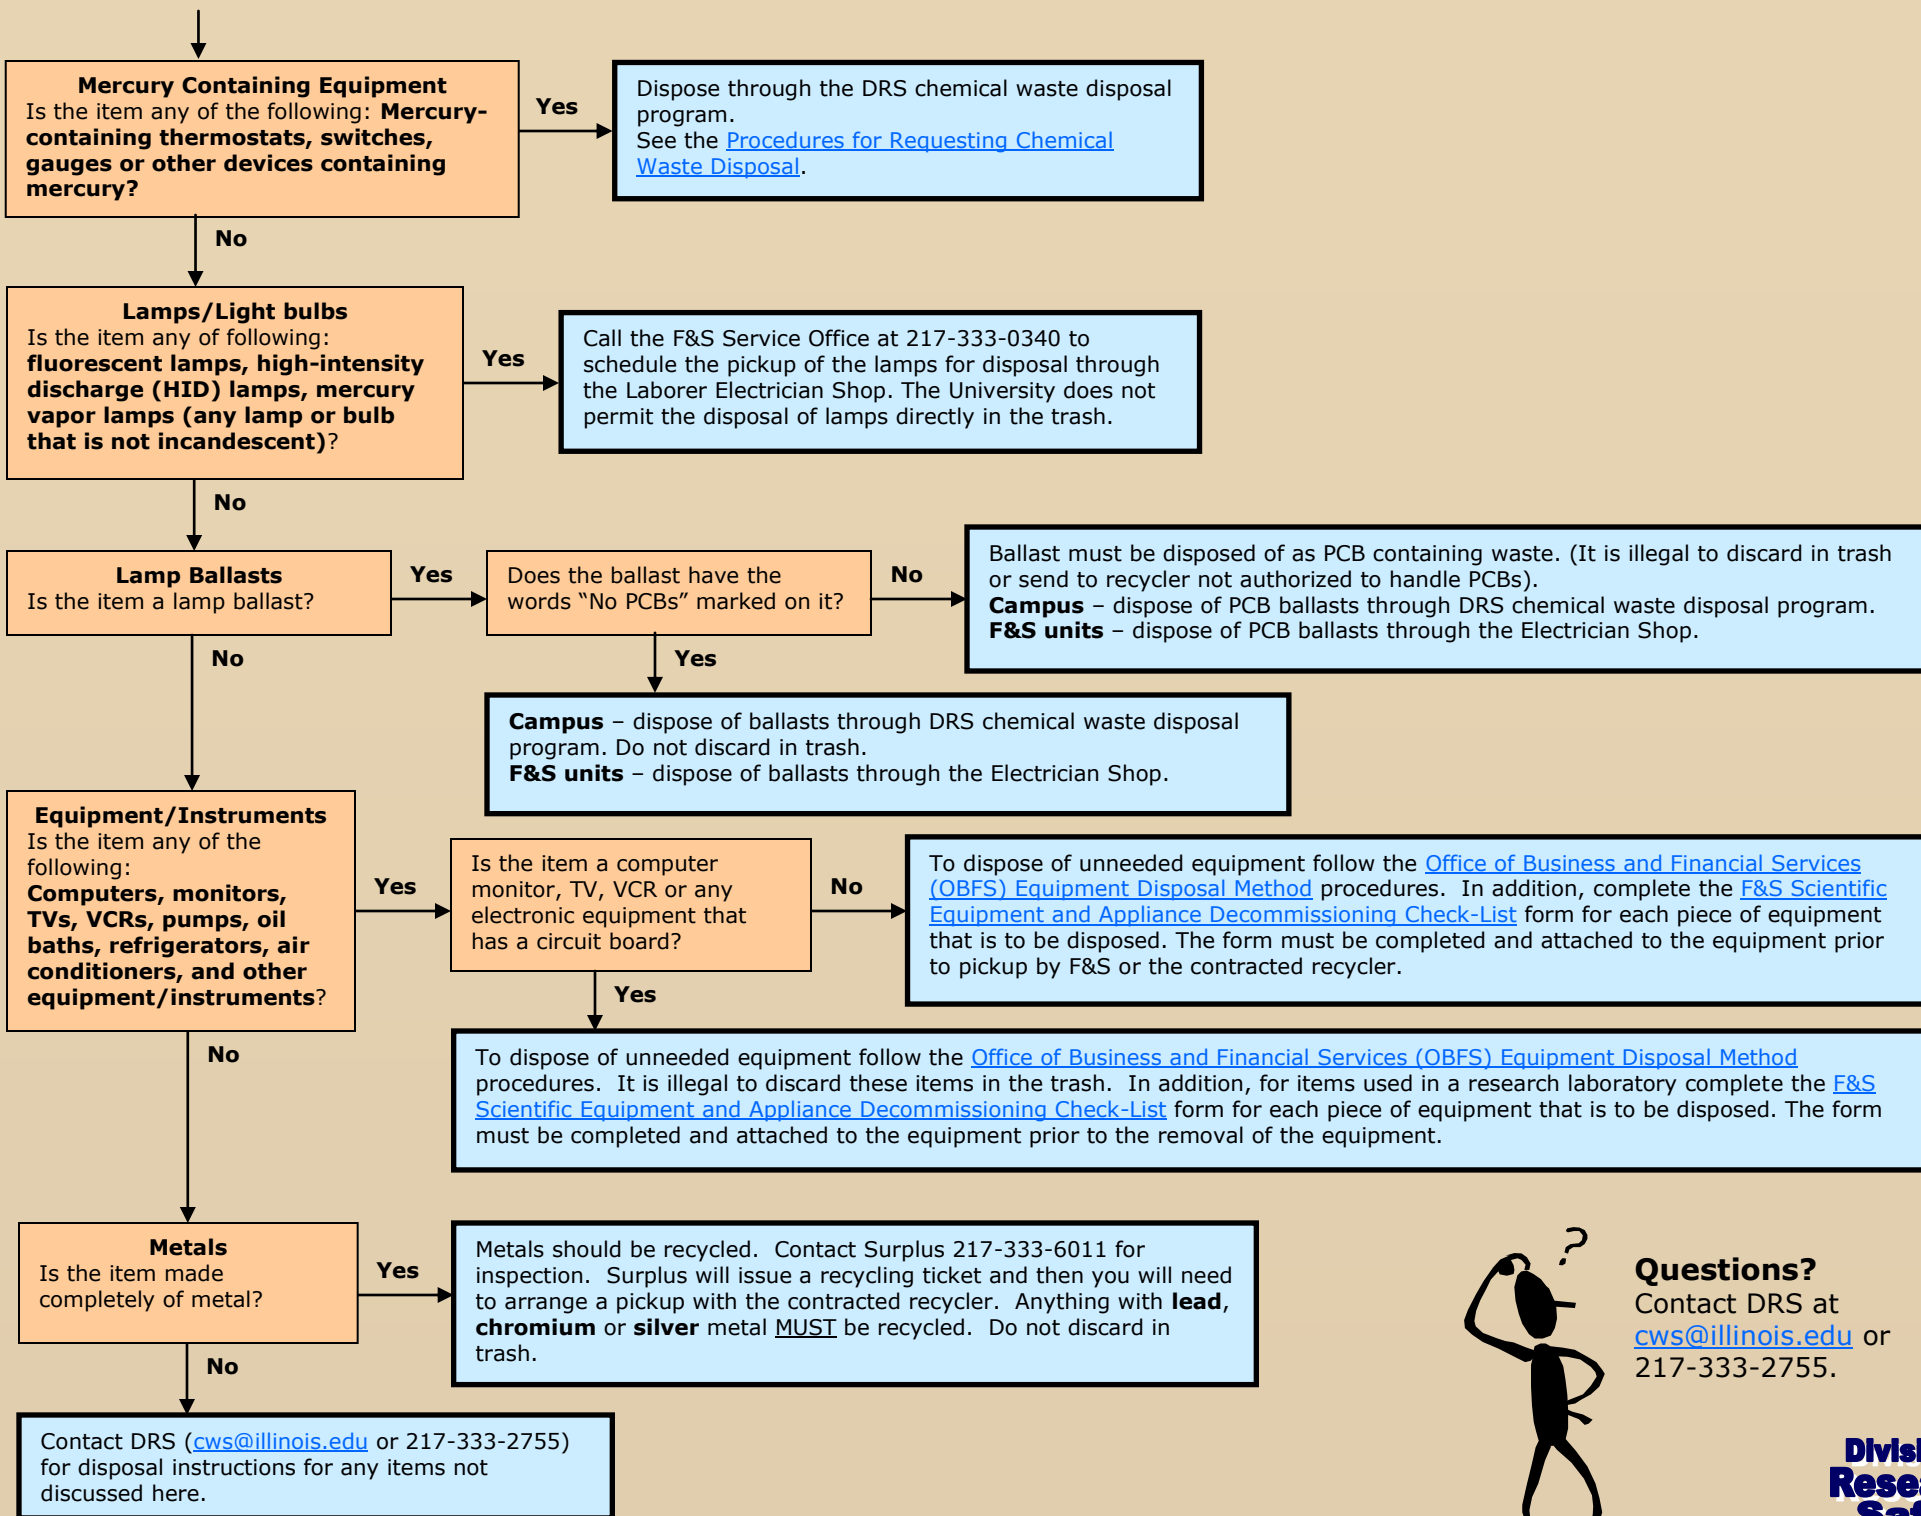 Mercury Containing Equipment
Is the item any of the following: Mercury-
containing thermostats, switches,
gauges or other devices containing
mercury?
Yes
Dispose through the DRS chemical waste disposal
program.
See the Procedures for Requesting Chemical
Waste Disposal.
No
Lamps/Light bulbs
Is the item any of following:
fluorescent lamps, high-intensity
discharge (HID) lamps, mercury
vapor lamps (any lamp or bulb
that is not incandescent)?
Yes
Call the F&S Service Office at 217-333-0340 to
schedule the pickup of the lamps for disposal through
the Laborer Electrician Shop. The University does not
permit the disposal of lamps directly in the trash.
No
Lamp Ballasts
Is the item a lamp ballast?
Yes
Does the ballast have the
words “No PCBs” marked on it?
No
Ballast must be disposed of as PCB containing waste. (It is illegal to discard in trash
or send to recycler not authorized to handle PCBs).
Campus – dispose of PCB ballasts through DRS chemical waste disposal program.
F&S units – dispose of PCB ballasts through the Electrician Shop.
No
Yes
Campus – dispose of ballasts through DRS chemical waste disposal
program. Do not discard in trash.
F&S units – dispose of ballasts through the Electrician Shop.
Equipment/Instruments
Is the item any of the
following:
Computers, monitors,
TVs, VCRs, pumps, oil
baths, refrigerators, air
conditioners, and other
equipment/instruments?
Yes
Is the item a computer
monitor, TV, VCR or any
electronic equipment that
has a circuit board?
No
To dispose of unneeded equipment follow the Office of Business and Financial Services
(OBFS) Equipment Disposal Method procedures. In addition, complete the F&S Scientific
Equipment and Appliance Decommissioning Check-List form for each piece of equipment
that is to be disposed. The form must be completed and attached to the equipment prior
to pickup by F&S or the contracted recycler.
Yes
No
To dispose of unneeded equipment follow the Office of Business and Financial Services (OBFS) Equipment Disposal Method
procedures. It is illegal to discard these items in the trash. In addition, for items used in a research laboratory complete the F&S
Scientific Equipment and Appliance Decommissioning Check-List form for each piece of equipment that is to be disposed. The form
must be completed and attached to the equipment prior to the removal of the equipment.
Metals
Is the item made
completely of metal?
Yes
Metals should be recycled. Contact Surplus 217-333-6011 for
inspection. Surplus will issue a recycling ticket and then you will need
to arrange a pickup with the contracted recycler. Anything with lead,
chromium or silver metal MUST be recycled. Do not discard in
trash.
No
Contact DRS (cws@illinois.edu or 217-333-2755)
for disposal instructions for any items not
discussed here.
?
Questions?
Contact DRS at
cws@illinois.edu or
217-333-2755.